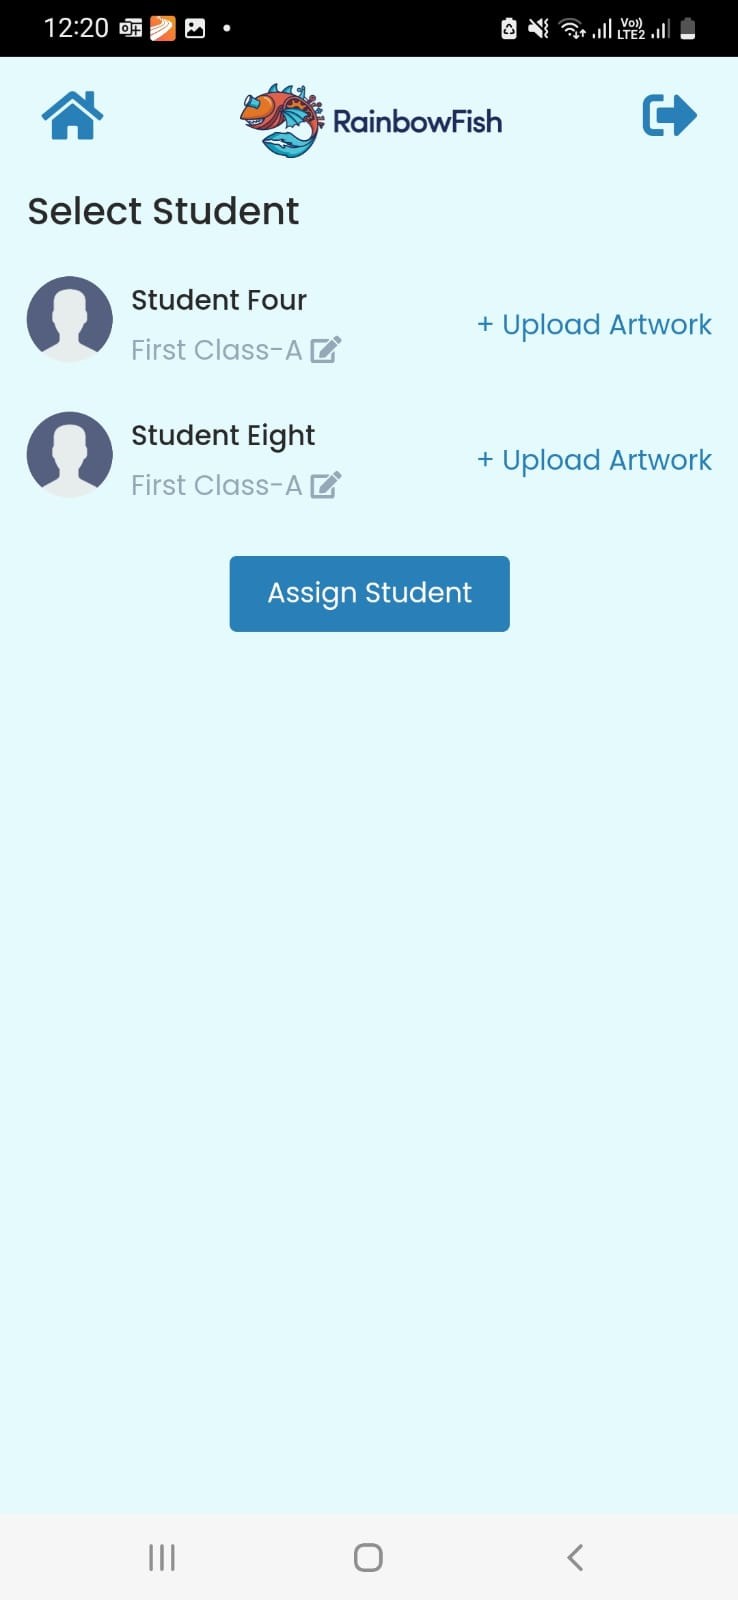 12:20
Vo)) LTE2
RainbowFish
Select Student
Student Four
First Class-A
+ Upload Artwork
Student Eight
First Class-A
+ Upload Artwork
Assign Student